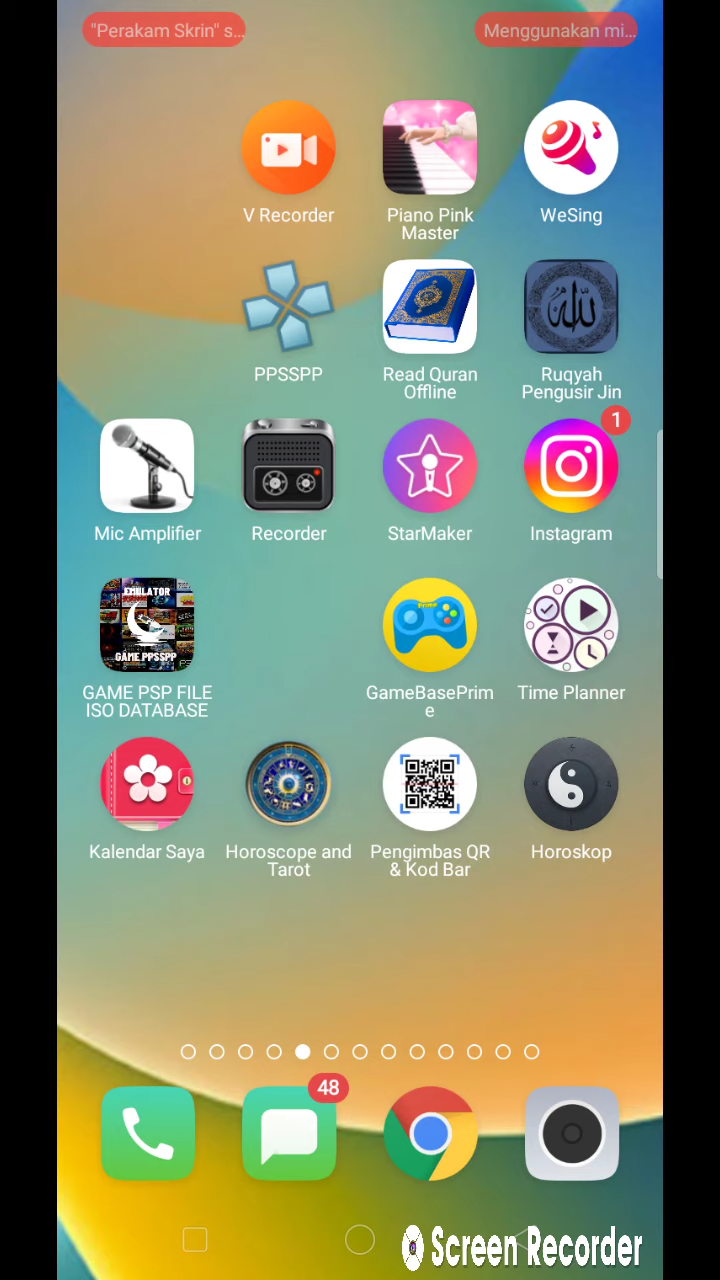 "Perakam Skrin" s...
Menggunakan mi...
V Recorder
Piano Pink
Master
WeSing
PPSSPP
Read Quran
Offline
Ruqyah
Pengusir Jin
الله
1
Mic Amplifier
Recorder
StarMaker
Instagram
EMULATOR
GAME PPSSPP
GAME PSP FILE
ISO DATABASE
Prime
GameBasePrim
e
Time Planner
Kalendar Saya
Horoscope and
Tarot
Pengimbas QR
& Kod Bar
Horoskop
48
Screen Recorder